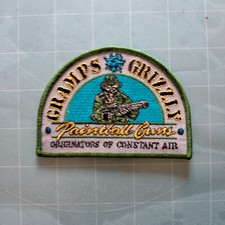 GRAMPS GRIZZLY
Paintball Guns
ORIGINATORS OF CONSTANT AIR